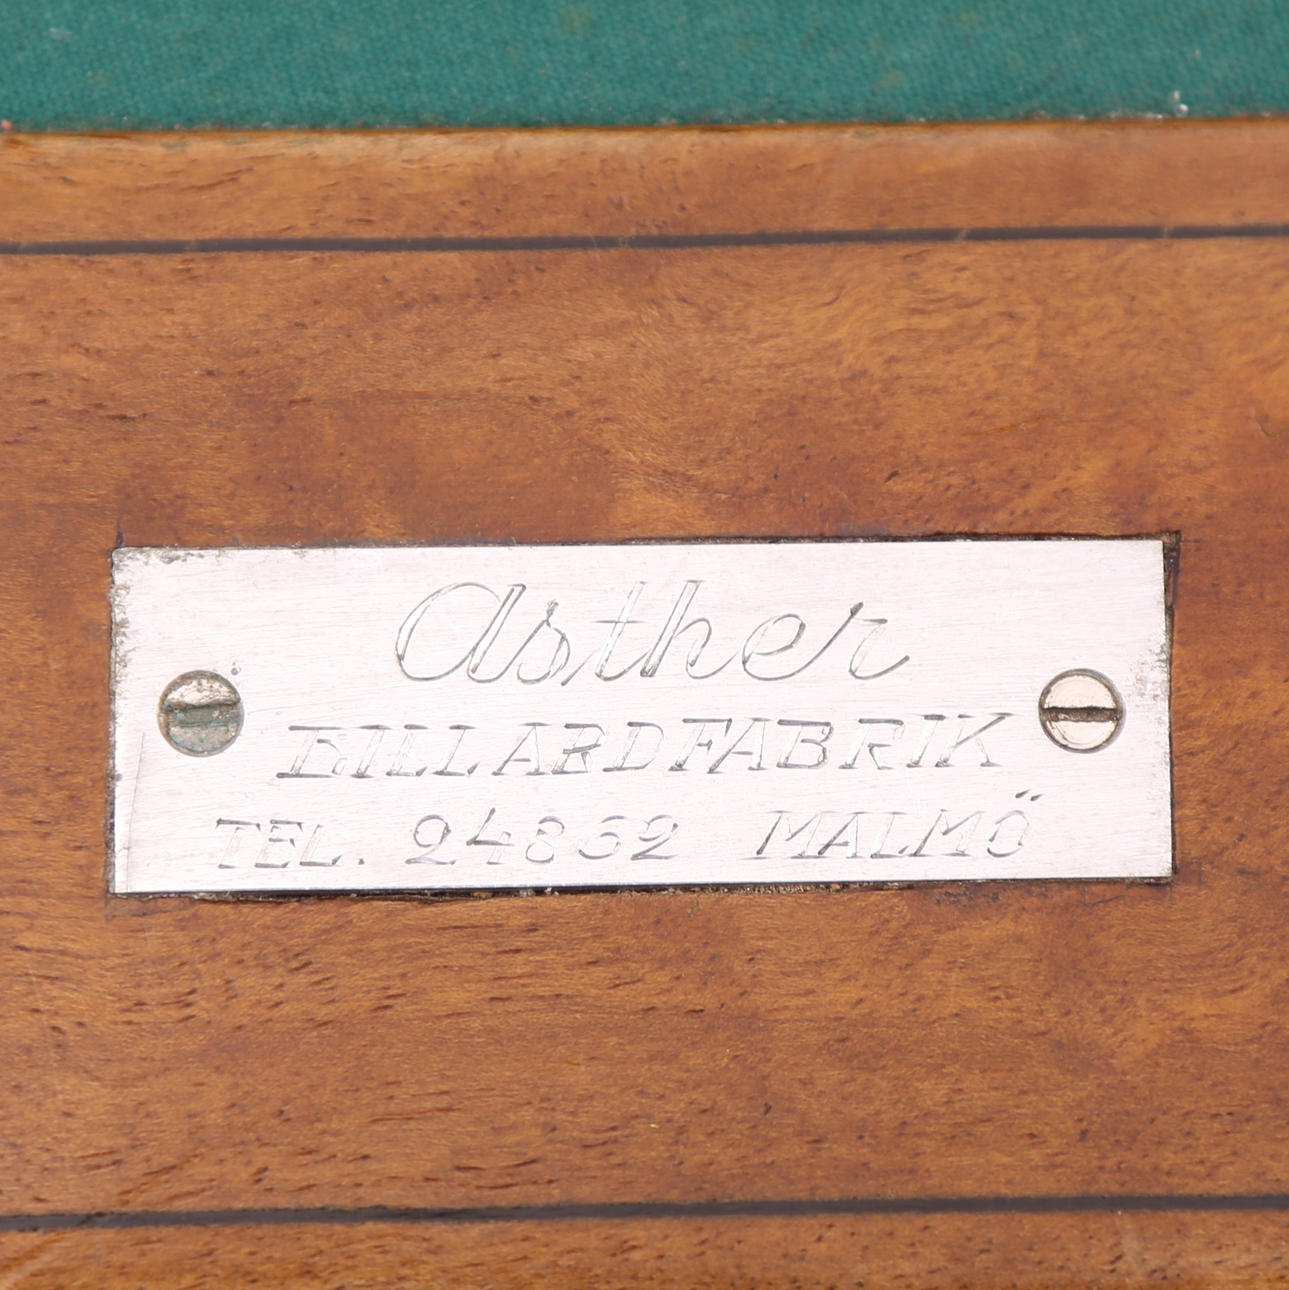 Asther
BILLARDFABRIK
TEL. 24862 MALMÖ